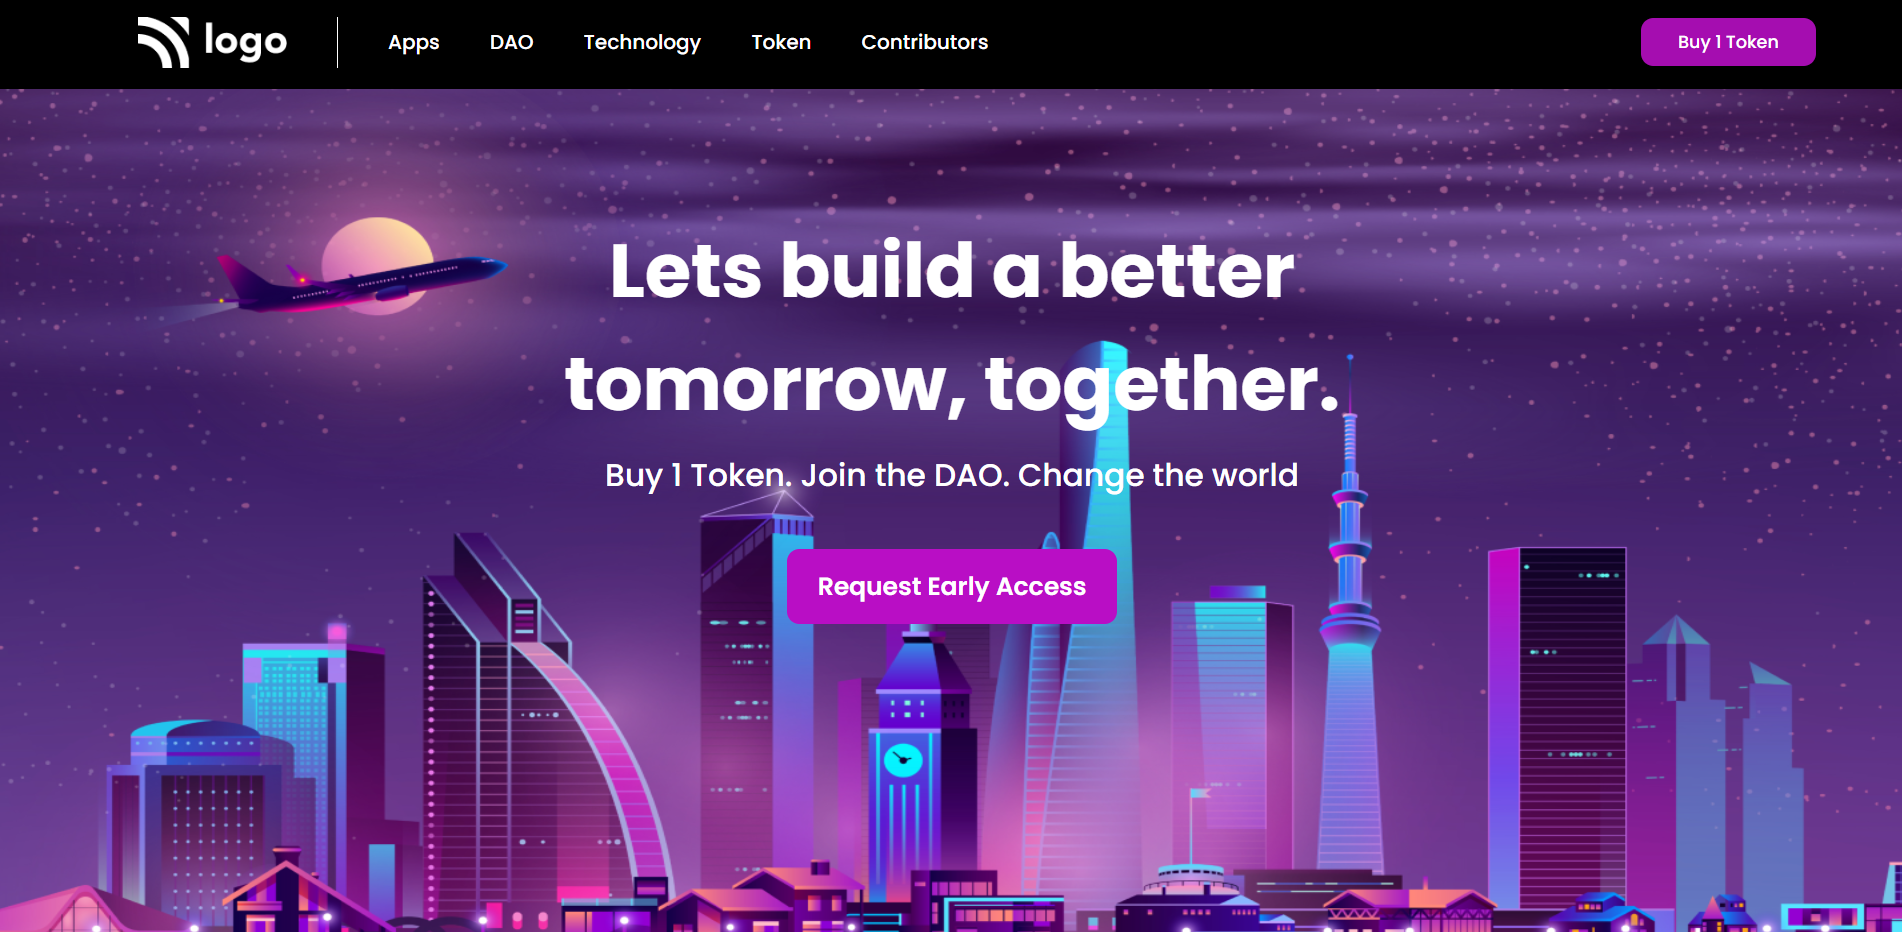 logo
Apps
DAO
Technology
Token
Contributors
Buy 1 Token
Lets build a better
tomorrow, together.
Buy 1 Token. Join the DAO. Change the world
Request Early Access